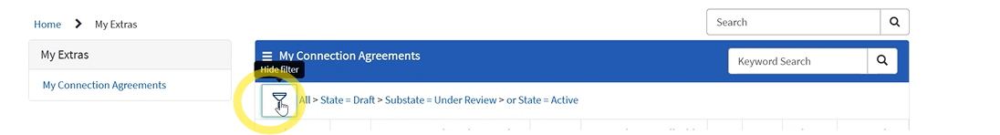 Home > My Extras
Search
My Extras
My Connection Agreements
My Connection Agreements
Keyword Search
Hide filter
All > State = Draft > Substate = Under Review > or State = Active